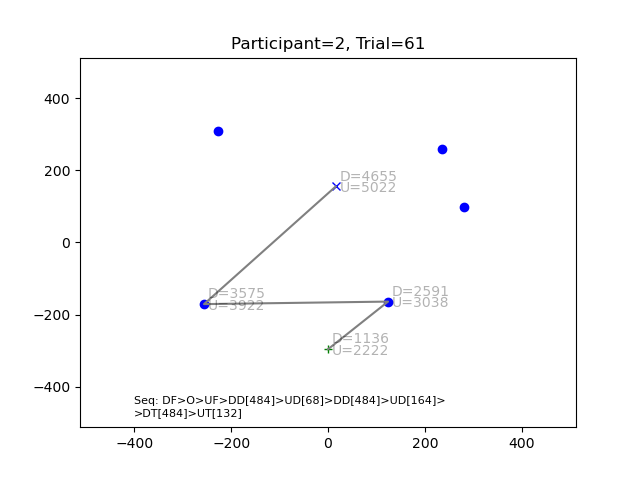 Participant=2, Trial=61
400
200
0
−200
−400
D=4655
U=5022
D=3575
U=3922
D=2591
U=3038
D=1136
U=2222
Seq: DF>O>UF>DD[484]>UD[68]>DD[484]>UD[164]>
>DT[484]>UT[132]
−400
−200
0
200
400